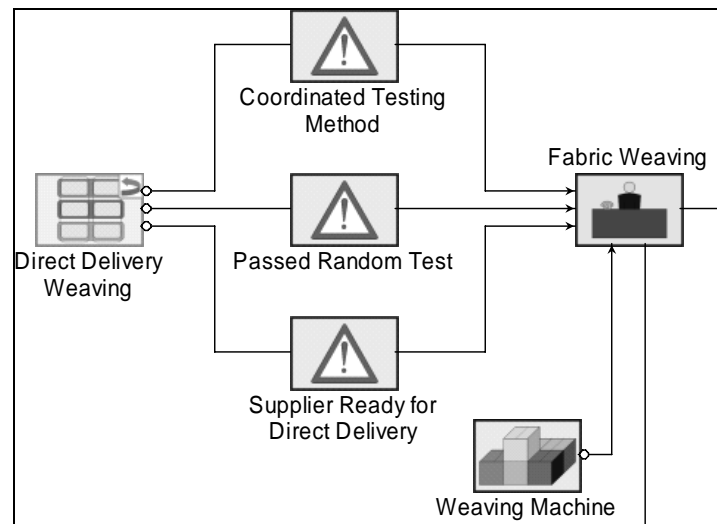 Coordinated Testing
Method
Fabric Weaving
Direct Delivery
Weaving
Passed Random Test
Supplier Ready for
Direct Delivery
Weaving Machine